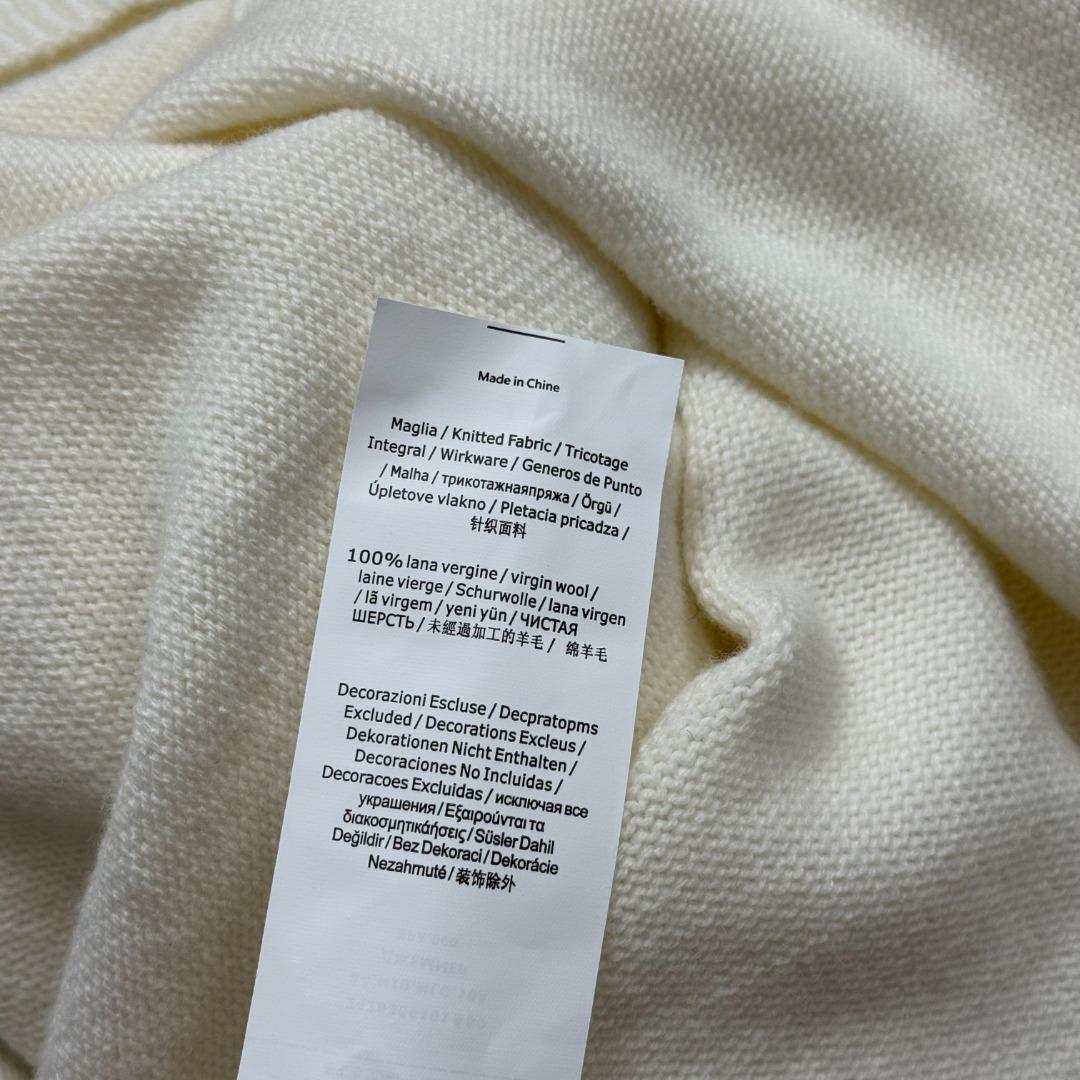 Made in Chine
Maglia / Knitted Fabric / Tricotage
Integral / Wirkware / Generos de Punto
/ Malha / трикотажнаяпряжа / Örgü /
Úpletove vlakno / Pletacia pricadza /
针织面料
100% lana vergine / virgin wool /
laine vierge / Schurwolle / lana virgen
/ lã virgem / yeni yün / ЧИСТАЯ
ШЕРСТЬ / 未經過加工的羊毛 / 绵羊毛
Decorazioni Escluse / Decpratopms
Excluded / Decorations Excleus /
Dekorationen Nicht Enthalten /
Decoraciones No Incluidas /
Decoracoes Excluidas / исключая все
украшения / Εξαιρούνται τα
διακοσμητικάήσεις / Süsler Dahil
Değildir / Bez Dekoraci / Dekorácie
Nezahrnuté / 装饰除外